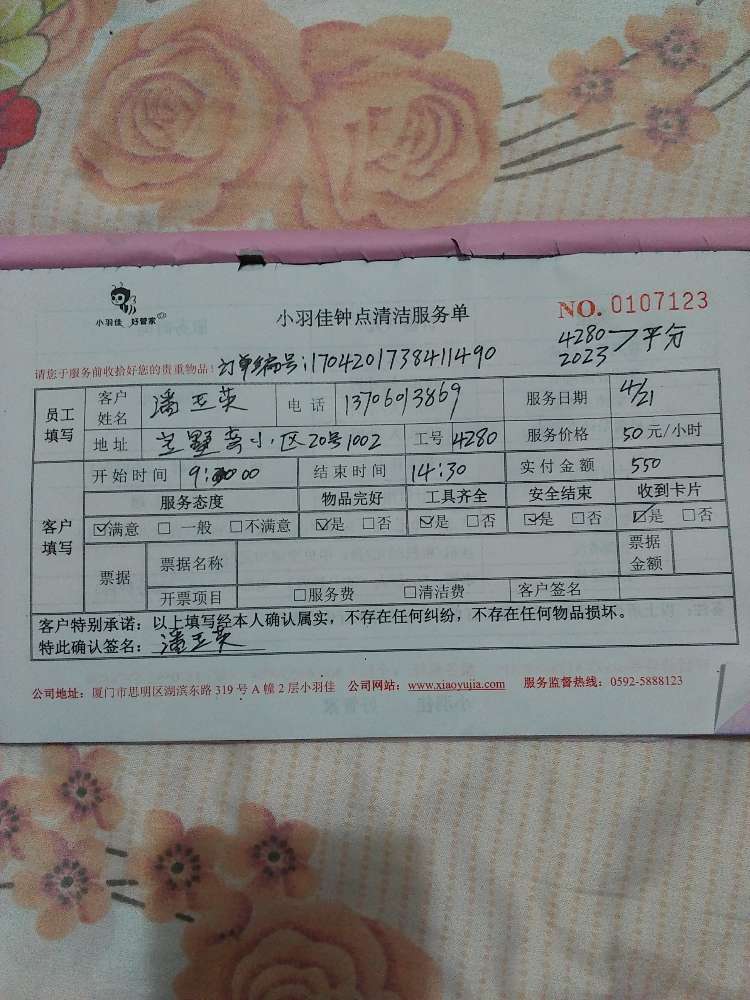 小羽佳 好管家
小羽佳钟点清洁服务单
NO. 0107123
4280
2023 平分
请您于服务前收拾好您的贵重物品！ 订单编号：1704201738411490
员工填写 客户姓名 潘玉英 电话 13706013869 服务日期 4/21
地址 小区20号1002 工号 4280 服务价格 50元/小时
客户填写 开始时间 9:00 结束时间 14:30 实付金额 550
服务态度 物品完好 工具齐全 安全结束 收到卡片
☑满意 □一般 □不满意 ☑是 □否 ☑是 □否 ☑是 □否 ☑是 □否
票据 票据名称 票据金额
开票项目 □服务费 □清洁费 客户签名
客户特别承诺：以上填写经本人确认属实，不存在任何纠纷，不存在任何物品损坏。
特此确认签名：潘玉英
公司地址：厦门市思明区湖滨东路 319 号 A 幢 2 层小羽佳 公司网站：www.xiaoyujia.com 服务监督热线：0592-5888123